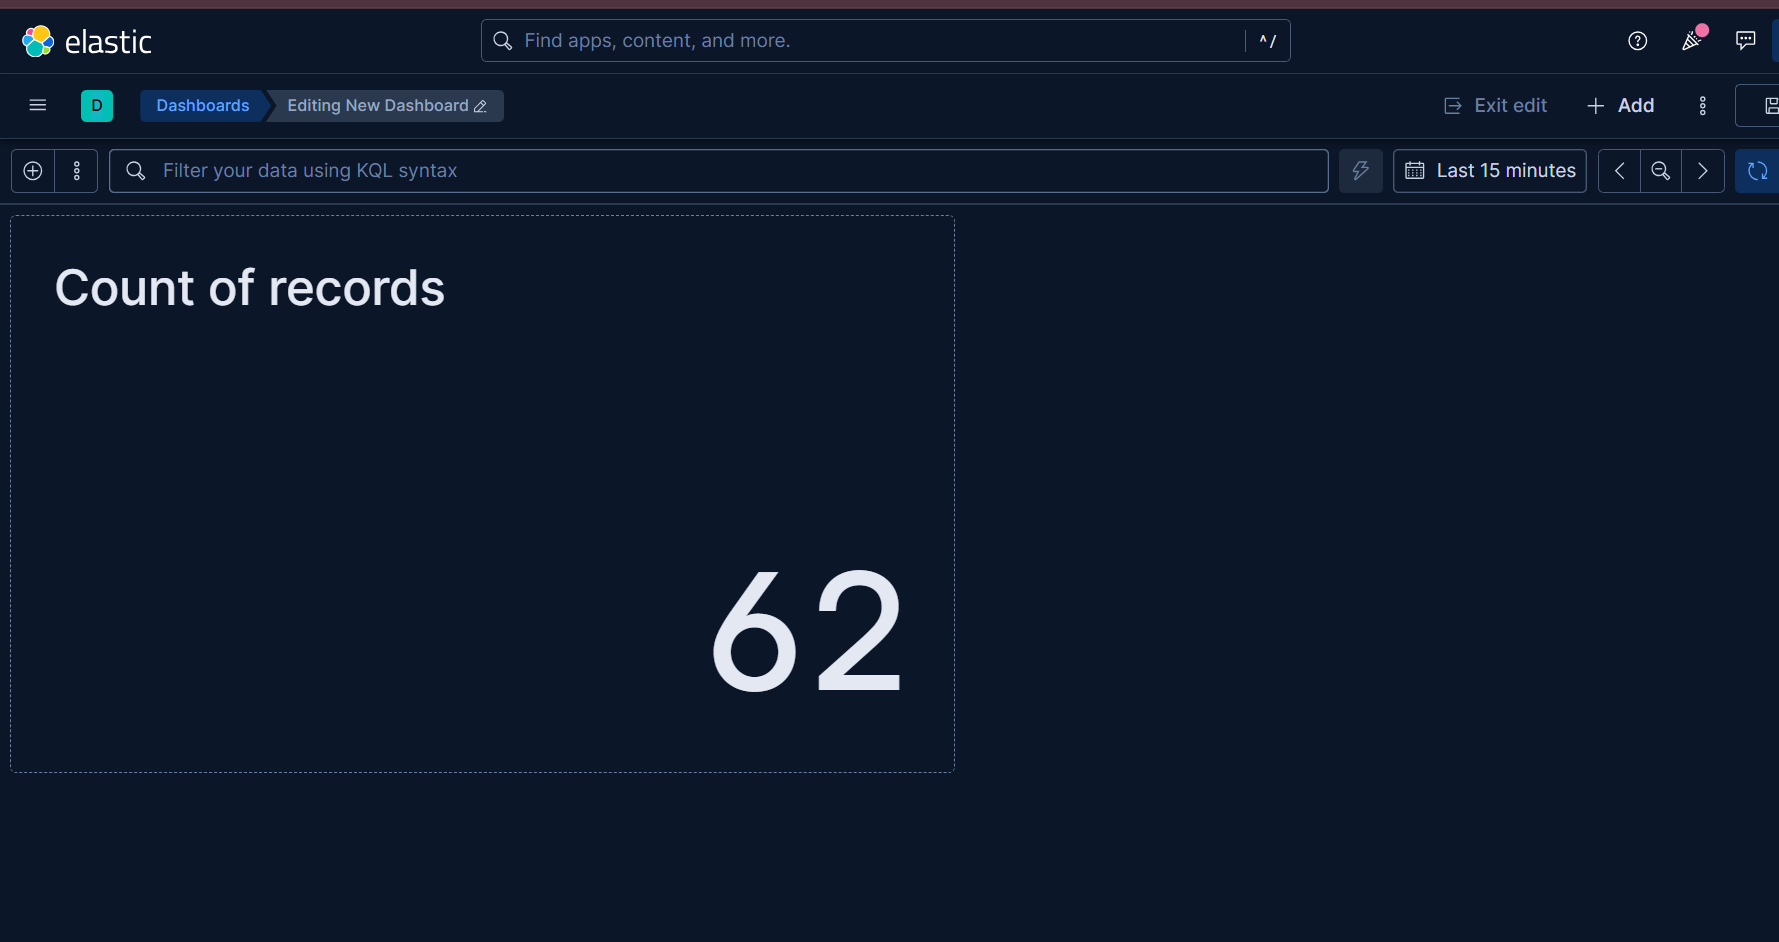 elastic
Find apps, content, and more.
^ /
D
Dashboards
Editing New Dashboard
Exit edit
Add
Filter your data using KQL syntax
Last 15 minutes
Count of records
62